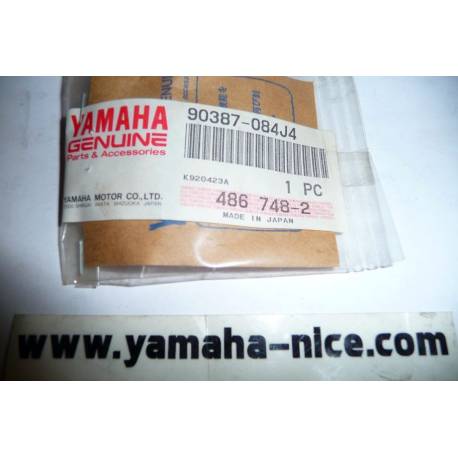 YAMAHA
GENUINE
Parts & Accessories
90387-084J4
K920423A
1 PC
YAMAHA MOTOR CO.,LTD.
486 748-2
MADE IN JAPAN
www.yamaha-nice.com